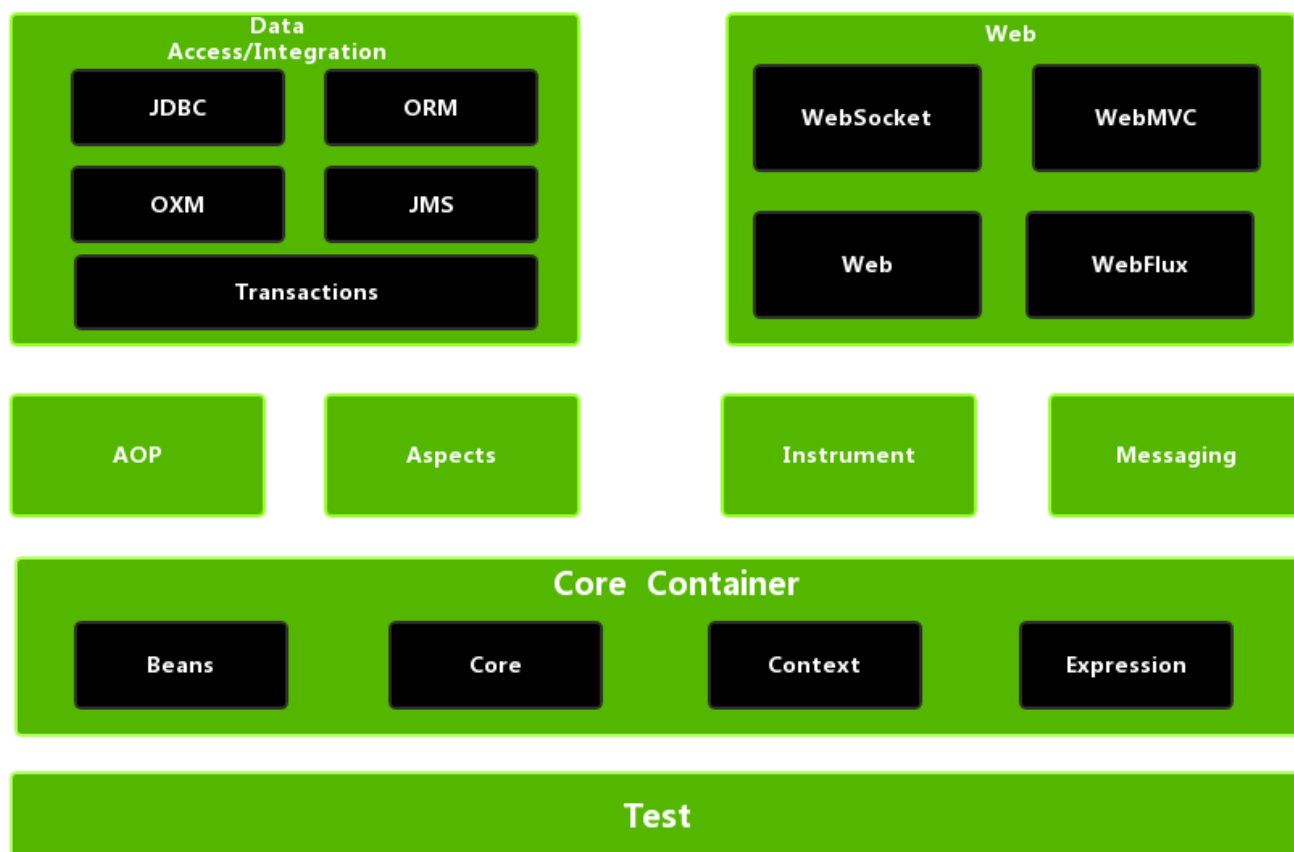 Data
Access/Integration
JDBC
ORM
OXM
JMS
Transactions
Web
WebSocket
WebMVC
Web
WebFlux
AOP
Aspects
Instrument
Messaging
Core Container
Beans
Core
Context
Expression
Test